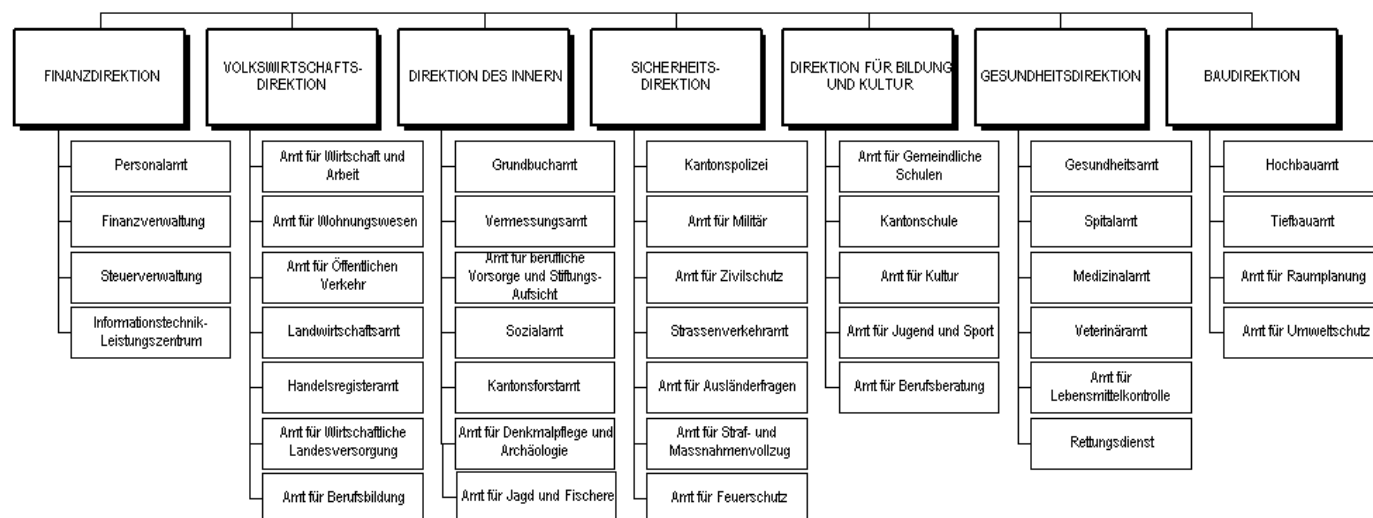 FINANZDIREKTION
VOLKSWIRTSCHAFTS-
DIREKTION
DIREKTION DES INNERN
SICHERHEITS-
DIREKTION
DIREKTION FÜR BILDUNG
UND KULTUR
GESUNDHEITSDIREKTION
BAUDIREKTION
Personalamt
Finanzverwaltung
Steuerverwaltung
Informationstechnik-
Leistungszentrum
Amt für Wirtschaft und
Arbeit
Amt für Wohnungswesen
Amt für Öffentlichen
Verkehr
Landwirtschaftsamt
Handelsregisteramt
Amt für Wirtschaftliche
Landesversorgung
Amt für Berufsbildung
Grundbuchamt
Vermessungsamt
Amt für berufliche
Vorsorge und Stiftungs-
Aufsicht
Sozialamt
Kantonsforstamt
Amt für Denkmalpflege und
Archäologie
Amt für Jagd und Fischere
Kantonspolizei
Amt für Militär
Amt für Zivilschutz
Strassenverkehramt
Amt für Ausländerfragen
Amt für Straf- und
Massnahmenvollzug
Amt für Feuerschutz
Amt für Gemeindliche
Schulen
Kantonschule
Amt für Kultur
Amt für Jugend und Sport
Amt für Berufsberatung
Gesundheitsamt
Spitalamt
Medizinalamt
Veterinäramt
Amt für
Lebensmittelkontrolle
Rettungsdienst
Hochbauamt
Tiefbauamt
Amt für Raumplanung
Amt für Umweltschutz